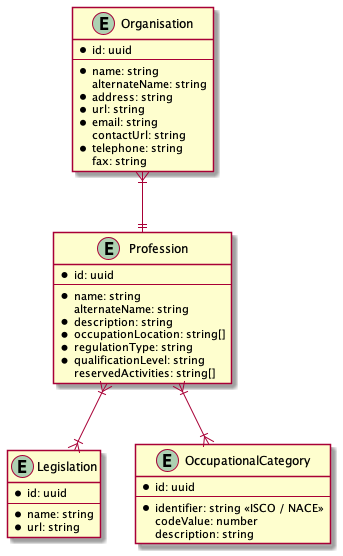 E Organisation
● id: uuid
● name: string
alternateName: string
● address: string
● url: string
● email: string
contactUrl: string
● telephone: string
fax: string
E Profession
● id: uuid
● name: string
alternateName: string
● description: string
● occupationLocation: string[]
● regulationType: string
● qualificationLevel: string
reservedActivities: string[]
E Legislation
● id: uuid
● name: string
● url: string
E OccupationalCategory
● id: uuid
● identifier: string «ISCO / NACE»
codeValue: number
description: string